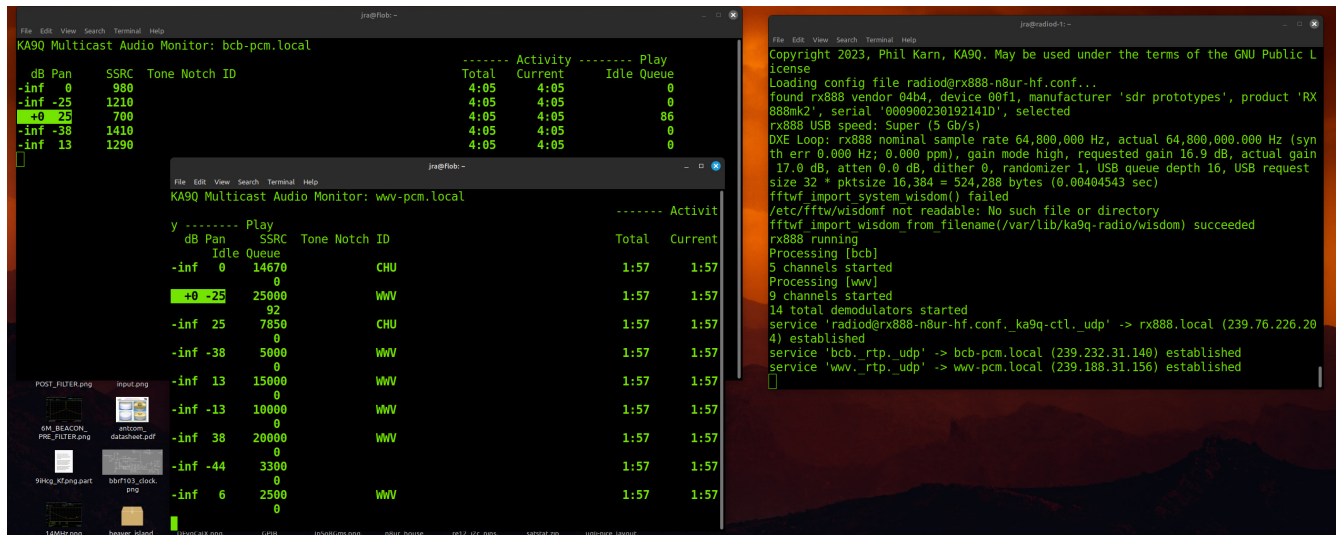 jra@flob: ~
File Edit View Search Terminal Help
KA9Q Multicast Audio Monitor: bcb-pcm.local
------- Activity -------- Play
dB Pan SSRC Tone Notch ID Total Current Idle Queue
-inf 0 980 4:05 4:05 0
-inf -25 1210 4:05 4:05 0
+0 25 700 4:05 4:05 86
-inf -38 1410 4:05 4:05 0
-inf 13 1290 4:05 4:05 0
jra@flob: ~
File Edit View Search Terminal Help
KA9Q Multicast Audio Monitor: wwv-pcm.local
------- Activit
y -------- Play
dB Pan SSRC Tone Notch ID Total Current
Idle Queue
-inf 0 14670 CHU 1:57 1:57
0
+0 -25 25000 WWV 1:57 1:57
92
-inf 25 7850 CHU 1:57 1:57
0
-inf -38 5000 WWV 1:57 1:57
0
-inf 13 15000 WWV 1:57 1:57
0
-inf -13 10000 WWV 1:57 1:57
0
-inf 38 20000 WWV 1:57 1:57
0
-inf -44 3300 1:57 1:57
0
-inf 6 2500 WWV 1:57 1:57
0
POST_FILTER.png input.png
6M_BEACON_
PRE_FILTER.png
antcom_
datasheet.pdf
9iHcg_Kf.png.part
bbrf103_clock.
png
14MHz.png beaver_island
GPIB n8ur_house re12_i2c_pins satstat.zip
jra@radiod-1: ~
File Edit View Search Terminal Help
Copyright 2023, Phil Karn, KA9Q. May be used under the terms of the GNU Public L
icense
Loading config file radiod@rx888-n8ur-hf.conf...
found rx888 vendor 04b4, device 00f1, manufacturer 'sdr prototypes', product 'RX
888mk2', serial '000900230192141D', selected
rx888 USB speed: Super (5 Gb/s)
DXE Loop: rx888 nominal sample rate 64,800,000 Hz, actual 64,800,000.000 Hz (syn
th err 0.000 Hz; 0.000 ppm), gain mode high, requested gain 16.9 dB, actual gain
17.0 dB, atten 0.0 dB, dither 0, randomizer 1, USB queue depth 16, USB request
size 32 * pktsize 16,384 = 524,288 bytes (0.00404543 sec)
fftwf_import_system_wisdom() failed
/etc/fftw/wisdomf not readable: No such file or directory
fftwf_import_wisdom_from_filename(/var/lib/ka9q-radio/wisdom) succeeded
rx888 running
Processing [bcb]
5 channels started
Processing [wwv]
9 channels started
14 total demodulators started
service 'radiod@rx888-n8ur-hf.conf._ka9q-ctl._udp' -> rx888.local (239.76.226.20
4) established
service 'bcb._rtp._udp' -> bcb-pcm.local (239.232.31.140) established
service 'wwv._rtp._udp' -> wwv-pcm.local (239.188.31.156) established